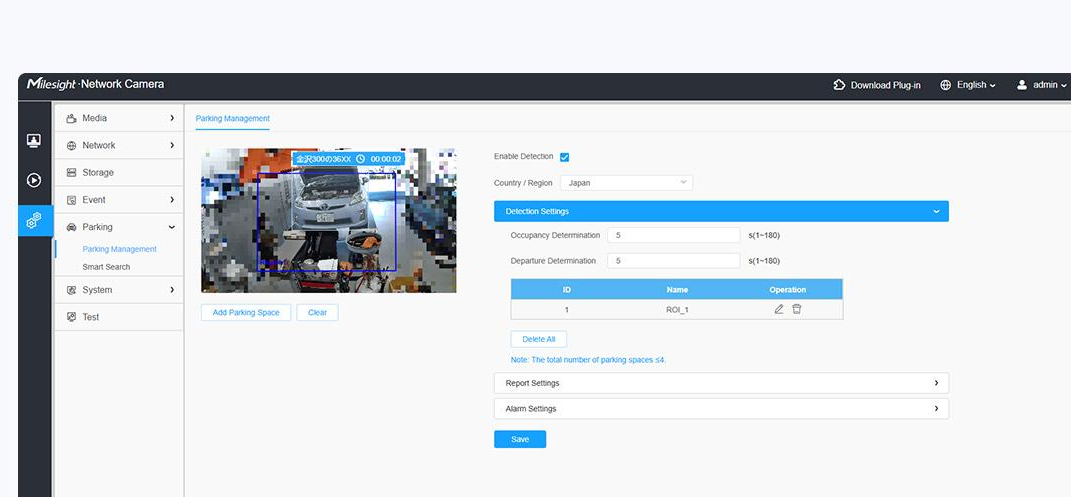 Milesight · Network Camera
Download Plug-in
English
admin
Media
Network
Storage
Event
Parking
Parking Management
Smart Search
System
Test
Parking Management
金沢300の36XX 00:00:02
Add Parking Space
Clear
Enable Detection
Country / Region Japan
Detection Settings
Occupancy Determination 5 s(1~180)
Departure Determination 5 s(1~180)
ID Name Operation
1 ROI_1
Delete All
Note: The total number of parking spaces ≤4.
Report Settings
Alarm Settings
Save